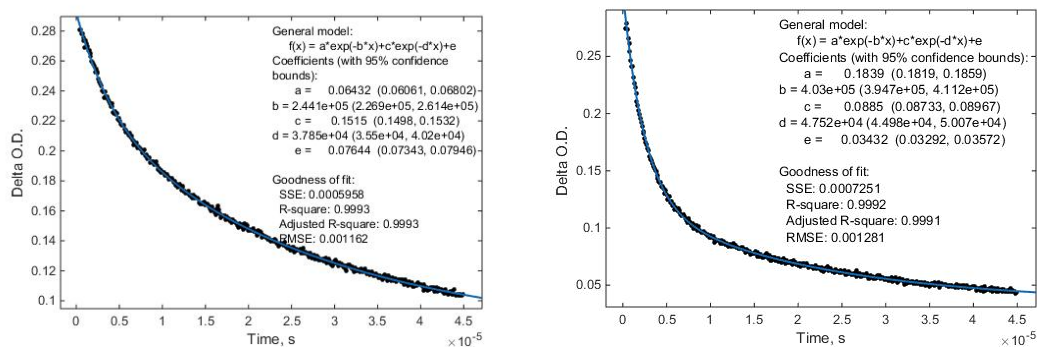 0.28
0.26
0.24
0.22
0.2
0.18
0.16
0.14
0.12
0.1
Delta O.D.
General model:
f(x) = a*exp(-b*x)+c*exp(-d*x)+e
Coefficients (with 95% confidence
bounds):
a = 0.06432 (0.06061, 0.06802)
b = 2.441e+05 (2.269e+05, 2.614e+05)
c = 0.1515 (0.1498, 0.1532)
d = 3.785e+04 (3.55e+04, 4.02e+04)
e = 0.07644 (0.07343, 0.07946)
Goodness of fit:
SSE: 0.0005958
R-square: 0.9993
Adjusted R-square: 0.9993
RMSE: 0.001162
0 0.5 1 1.5 2 2.5 3 3.5 4 4.5
Time, s
×10⁻⁵
0.25
0.2
0.15
0.1
0.05
Delta O.D.
General model:
f(x) = a*exp(-b*x)+c*exp(-d*x)+e
Coefficients (with 95% confidence bounds):
a = 0.1839 (0.1819, 0.1859)
b = 4.03e+05 (3.947e+05, 4.112e+05)
c = 0.0885 (0.08733, 0.08967)
d = 4.752e+04 (4.498e+04, 5.007e+04)
e = 0.03432 (0.03292, 0.03572)
Goodness of fit:
SSE: 0.0007251
R-square: 0.9992
Adjusted R-square: 0.9991
RMSE: 0.001281
0 0.5 1 1.5 2 2.5 3 3.5 4 4.5
Time, s
×10⁻⁵